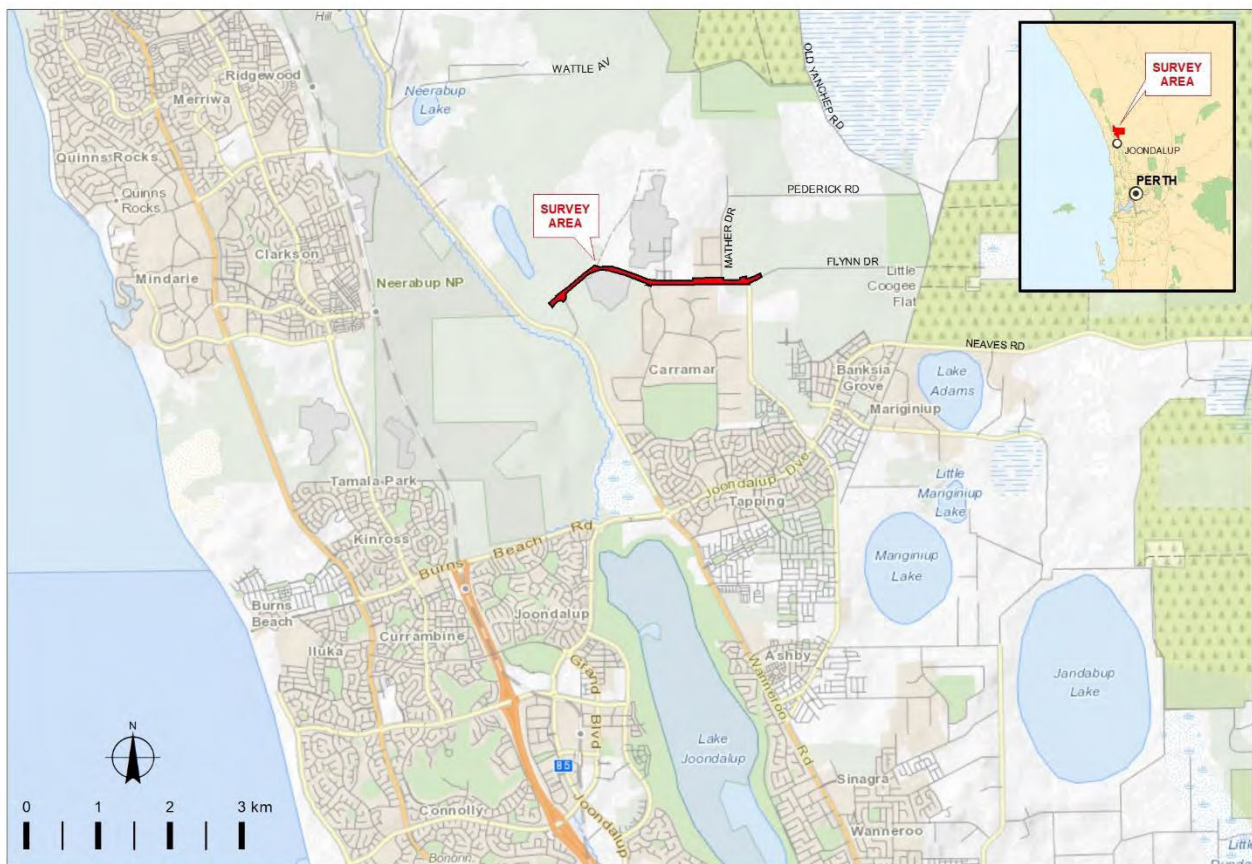 Hill
Ridgewood
Merriwa
Quinns Rocks
Quinns
Rocks
Mindarie
Clarkson
Neerabup
Lake
WATTLE AV
OLD YANCHEP RD
PEDERICK RD
MATHER DR
FLYNN DR
Little
Coogee
Flat
SURVEY
AREA
Neerabup NP
NEAVES RD
Carramar
Banksia
Grove
Lake
Adams
Mariginiup
Tamala Park
Joondalup Dve
Tapping
Little
Mariginiup
Lake
Kinross
Burns Beach Rd
Mariginiup
Lake
Burns
Beach
Joondalup
Currambine
Iluka
Grand Blvd
Ashby
Wanneroo Rd
Jandabup
Lake
Lake
Joondalup
85
Joondalup
Sinagra
Connolly
Wanneroo
N
0 1 2 3 km
SURVEY
AREA
JOONDALUP
PERTH